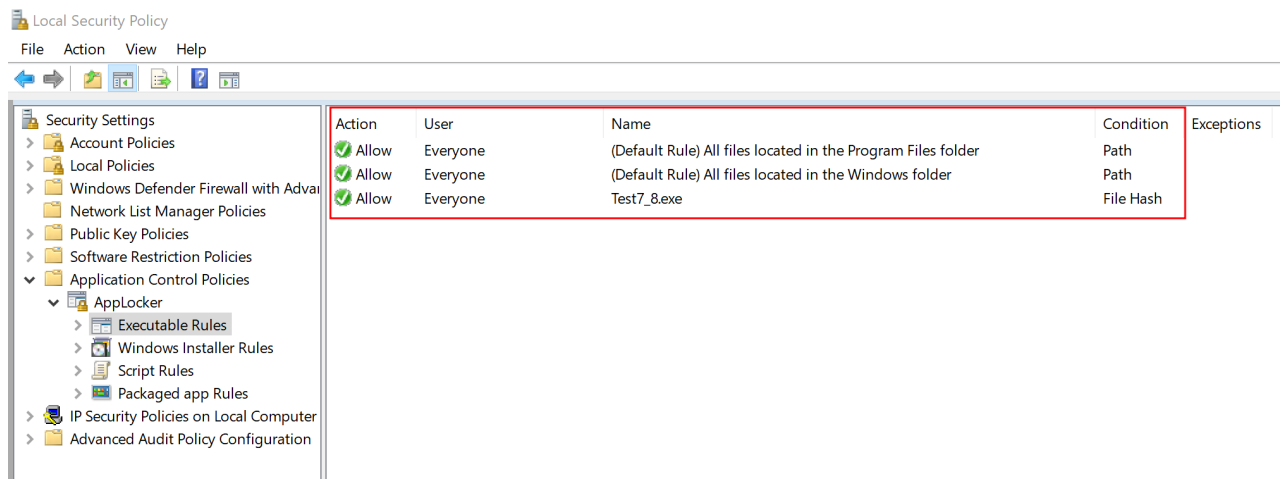 Local Security Policy
File Action View Help
Security Settings
Account Policies
Local Policies
Windows Defender Firewall with Advai
Network List Manager Policies
Public Key Policies
Software Restriction Policies
Application Control Policies
AppLocker
Executable Rules
Windows Installer Rules
Script Rules
Packaged app Rules
IP Security Policies on Local Computer
Advanced Audit Policy Configuration
Action User Name Condition Exceptions
Allow Everyone (Default Rule) All files located in the Program Files folder Path
Allow Everyone (Default Rule) All files located in the Windows folder Path
Allow Everyone Test7_8.exe File Hash